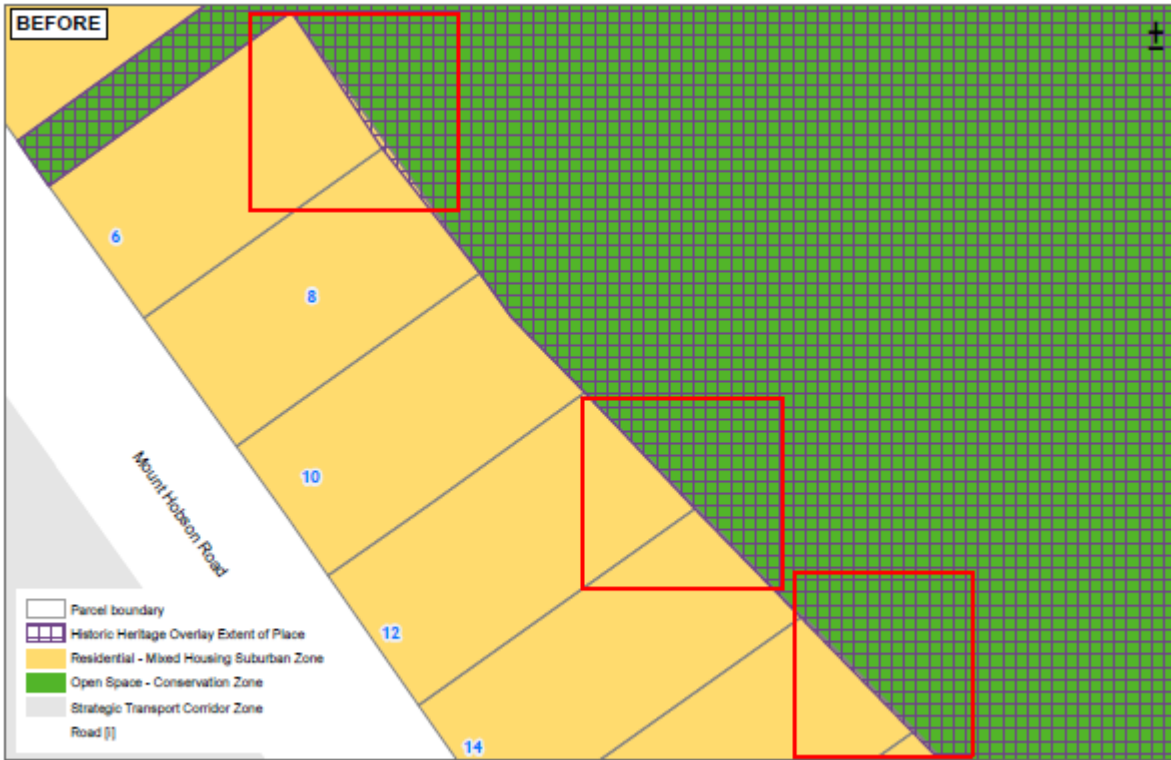 BEFORE
6
8
10
Mount Hobson Road
12
14
Parcel boundary
Historic Heritage Overlay Extent of Place
Residential - Mixed Housing Suburban Zone
Open Space - Conservation Zone
Strategic Transport Corridor Zone
Road [i]